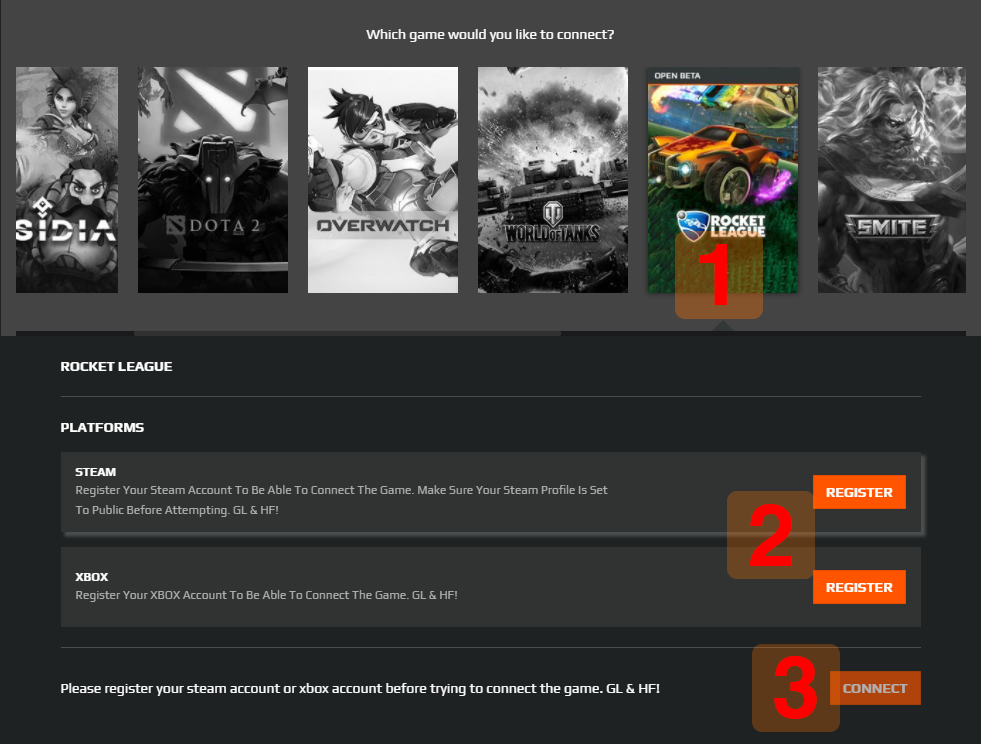 Which game would you like to connect?
OPEN BETA
SIDIA
DOTA 2
OVERWATCH
WORLD OF TANKS
ROCKET
LEAGUE
SMITE
1
ROCKET LEAGUE
PLATFORMS
STEAM
Register Your Steam Account To Be Able To Connect The Game. Make Sure Your Steam Profile Is Set
To Public Before Attempting. GL & HF!
REGISTER
2
XBOX
Register Your XBOX Account To Be Able To Connect The Game. GL & HF!
REGISTER
Please register your steam account or xbox account before trying to connect the game. GL & HF!
3
CONNECT